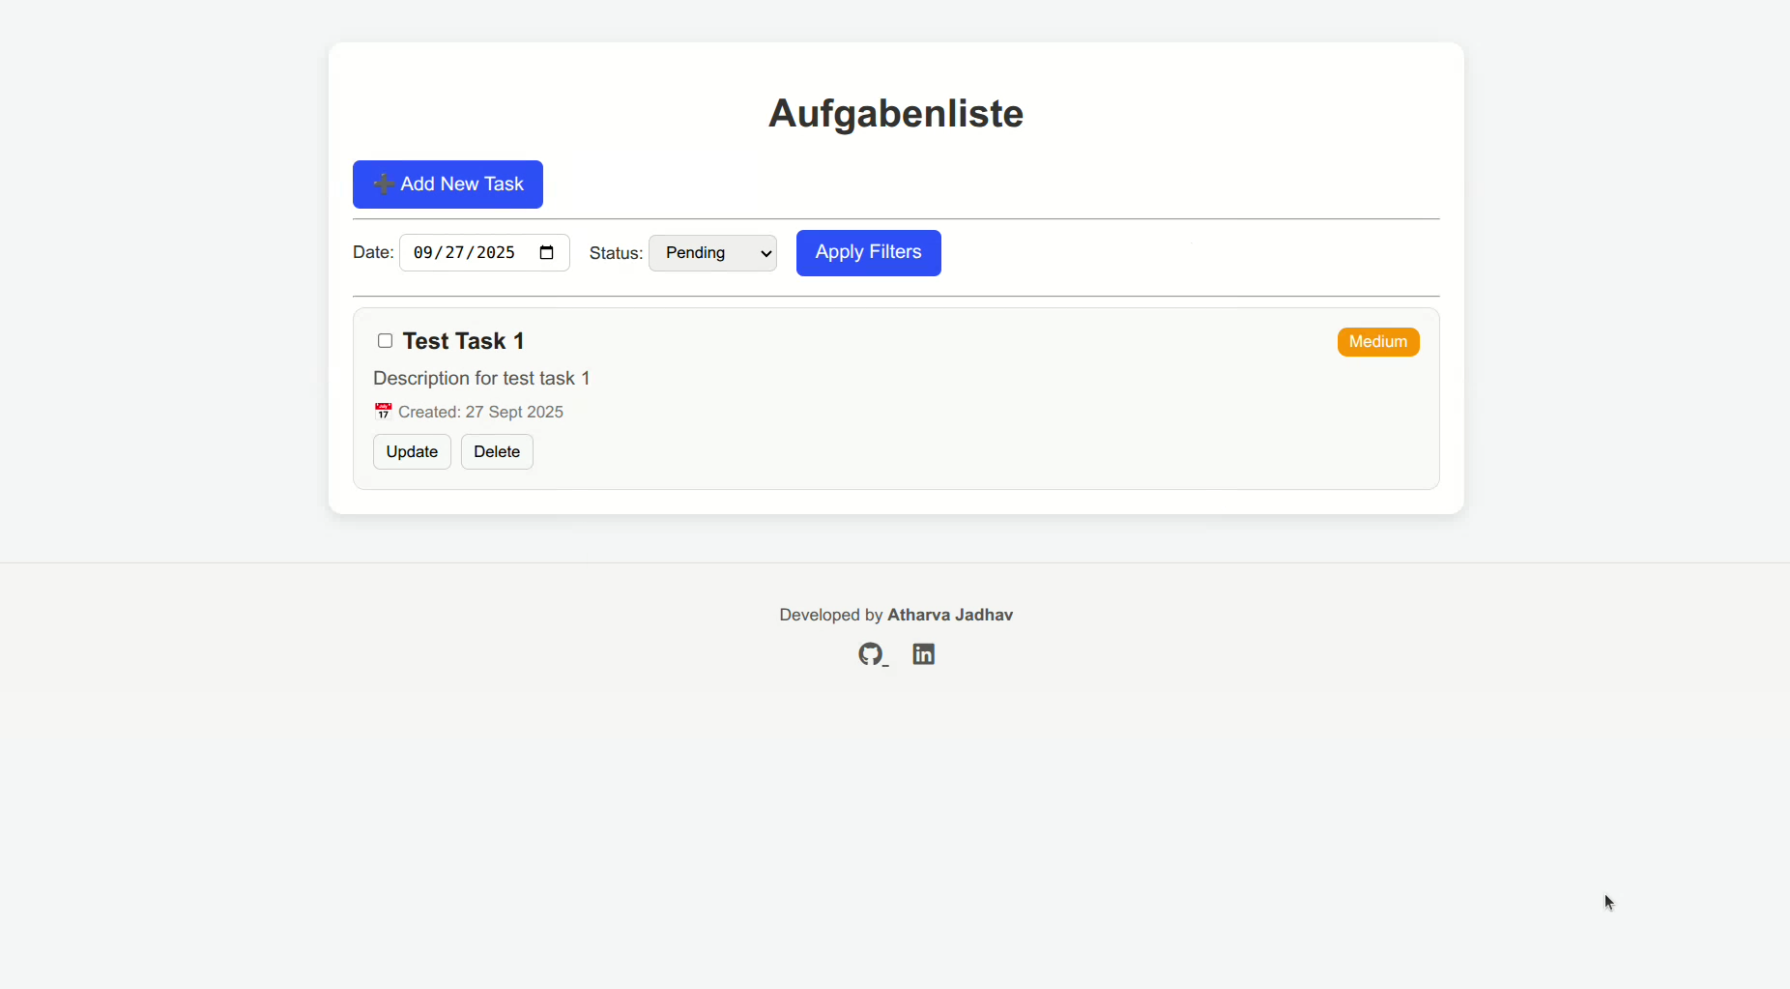 Aufgabenliste
➕ Add New Task
Date: 09/27/2025 Status: Pending Apply Filters
Test Task 1 Medium
Description for test task 1
📅 Created: 27 Sept 2025
Update Delete
Developed by Atharva Jadhav